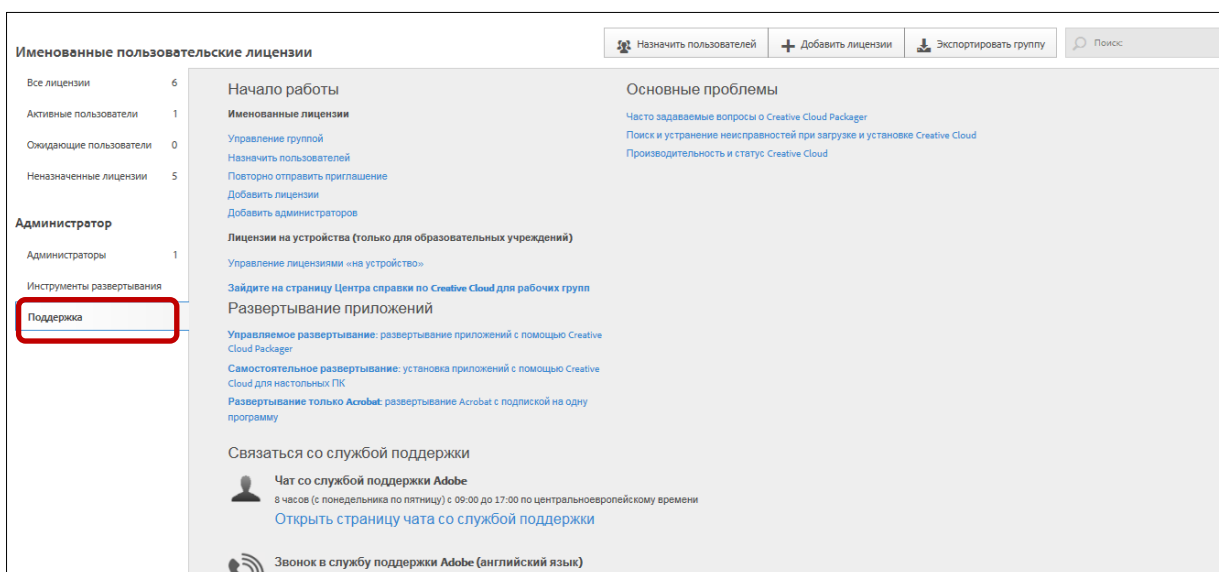 Именованные пользовательские лицензии
Назначить пользователей
Добавить лицензии
Экспортировать группу
Поиск:
Все лицензии 6
Активные пользователи 1
Ожидающие пользователи 0
Неназначенные лицензии 5
Администратор
Администраторы 1
Инструменты развертывания
Поддержка
Начало работы
Именованные лицензии
Управление группой
Назначить пользователей
Повторно отправить приглашение
Добавить лицензии
Добавить администраторов
Лицензии на устройства (только для образовательных учреждений)
Управление лицензиями «на устройство»
Зайдите на страницу Центра справки по Creative Cloud для рабочих групп
Развертывание приложений
Управляемое развертывание: развертывание приложений с помощью Creative
Cloud Packager
Самостоятельное развертывание: установка приложений с помощью Creative
Cloud для настольных ПК
Развертывание только Acrobat: развертывание Acrobat с подпиской на одну
программу
Связаться со службой поддержки
Чат со службой поддержки Adobe
8 часов (с понедельника по пятницу) с 09:00 до 17:00 по центральноевропейскому времени
Открыть страницу чата со службой поддержки
Звонок в службу поддержки Adobe (английский язык)
Основные проблемы
Часто задаваемые вопросы о Creative Cloud Packager
Поиск и устранение неисправностей при загрузке и установке Creative Cloud
Производительность и статус Creative Cloud